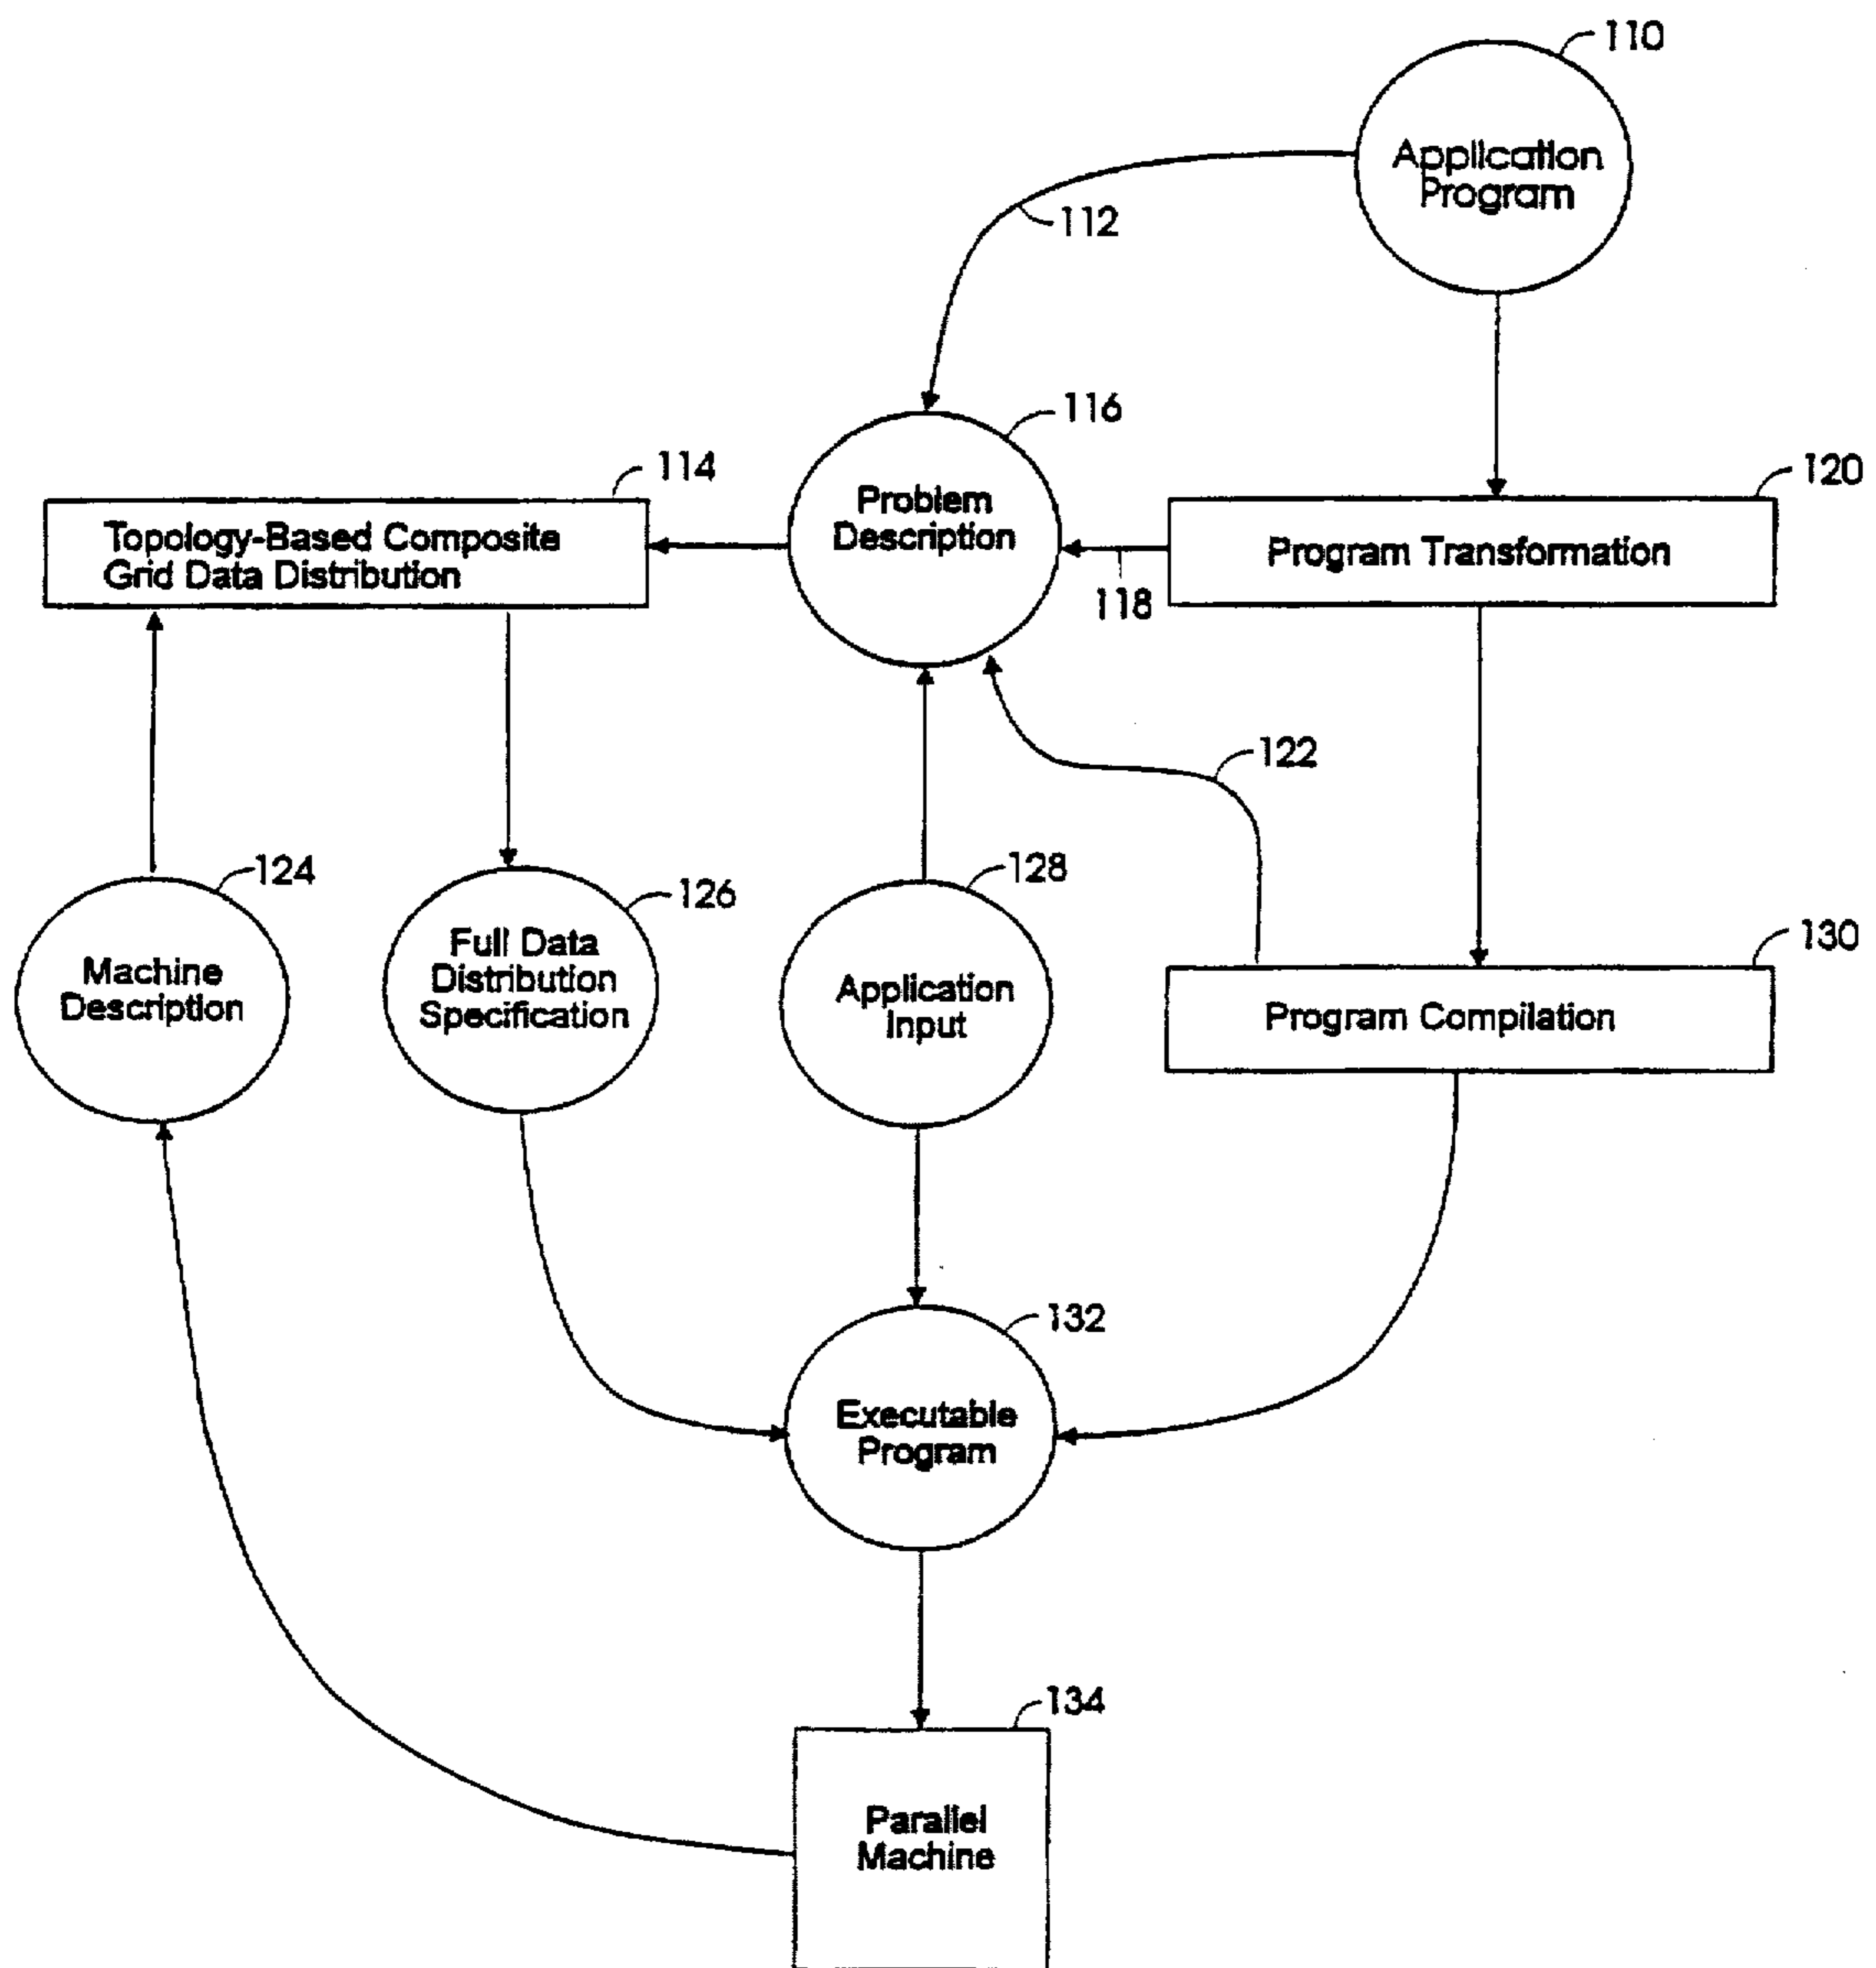 110
Application
Program
112
116
114
120
Problem
Description
Topology-Based Composite
Grid Data Distribution
Program Transformation
118
122
124
126
128
130
Full Data
Distribution
Specification
Machine
Description
Application
Input
Program Compilation
132
Executable
Program
134
Parallel
Machine